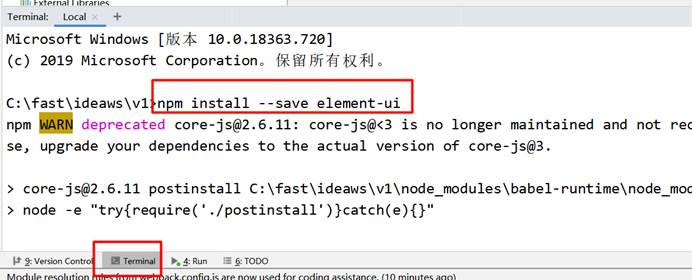 External Libraries
Terminal: Local × +
Microsoft Windows [版本 10.0.18363.720]
(c) 2019 Microsoft Corporation。保留所有权利。
C:\fast\ideaws\v1>npm install --save element-ui
npm WARN deprecated core-js@2.6.11: core-js@<3 is no longer maintained and not rec
se, upgrade your dependencies to the actual version of core-js@3.
> core-js@2.6.11 postinstall C:\fast\ideaws\v1\node_modules\babel-runtime\node_mod
> node -e "try{require('./postinstall')}catch(e){}"
9: Version Control Terminal 4: Run 6: TODO
Module resolution rules from webpack.config.js are now used for coding assistance. (10 minutes ago)